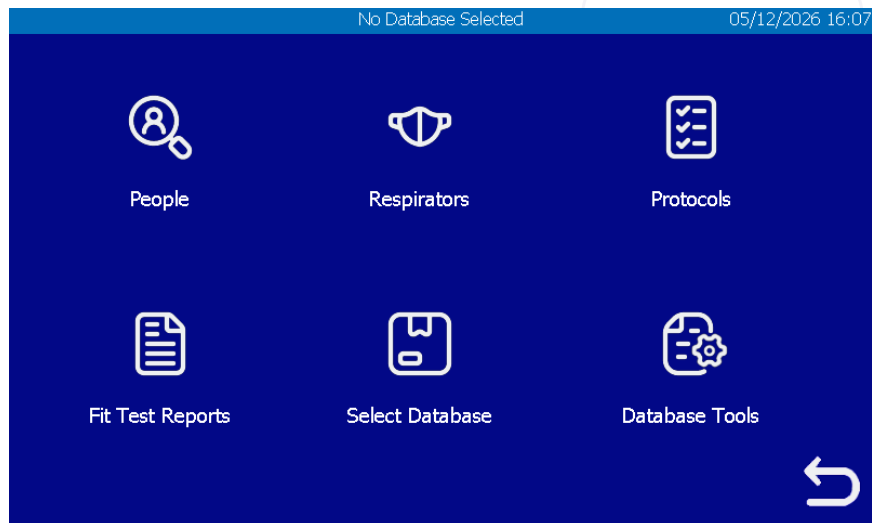 No Database Selected 05/12/2026 16:07
People Respirators Protocols
Fit Test Reports Select Database Database Tools